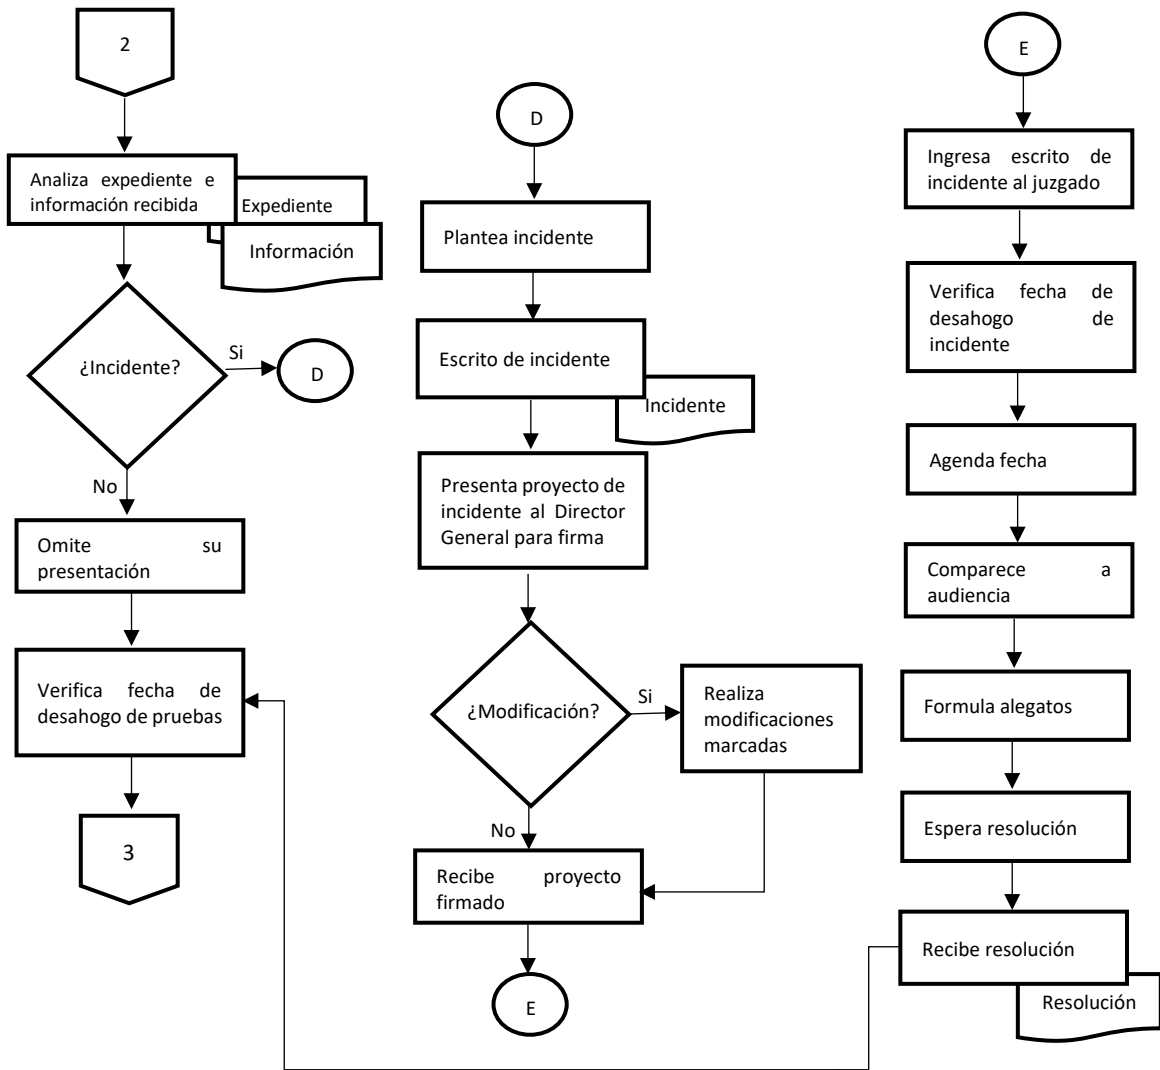 2
Analiza expediente e
información recibida
Expediente
Información
¿Incidente?
Si
D
No
Omite su
presentación
Verifica fecha de
desahogo de pruebas
3
D
Plantea incidente
Escrito de incidente
Incidente
Presenta proyecto de
incidente al Director
General para firma
¿Modificación?
Si
Realiza
modificaciones
marcadas
No
Recibe proyecto
firmado
E
E
Ingresa escrito de
incidente al juzgado
Verifica fecha de
desahogo de
incidente
Agenda fecha
Comparece a
audiencia
Formula alegatos
Espera resolución
Recibe resolución
Resolución